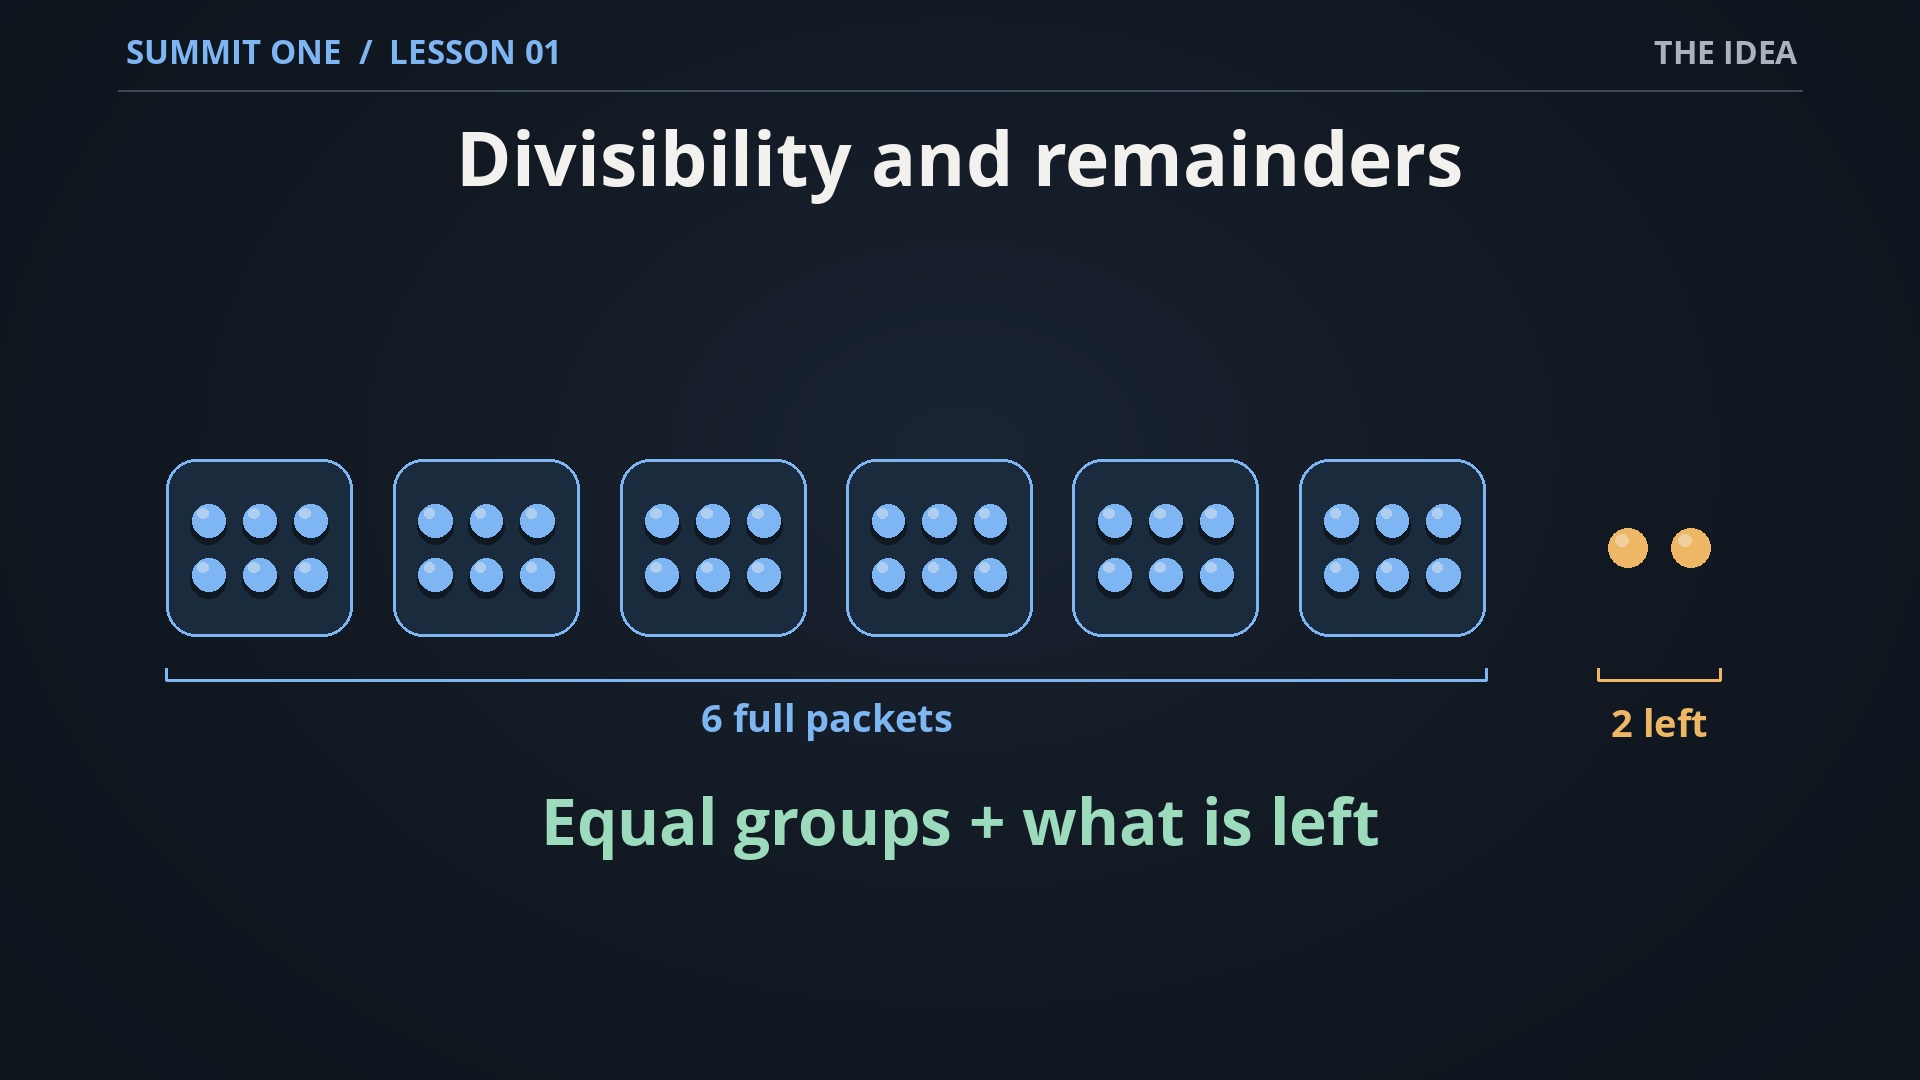 SUMMIT ONE / LESSON 01
THE IDEA
Divisibility and remainders
6 full packets
2 left
Equal groups + what is left